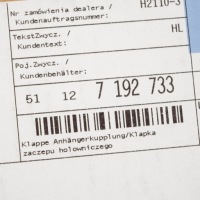 Nr zamówienia dealera /
Kundenauftragsnummer: H2110-3
TekstZwycz. /
Kundentext: HL
Poj.Zwycz. /
Kundenbehälter:
51 12 7 192 733
Klappe Anhängerkupplung/Klapka
zaczepu holowniczego